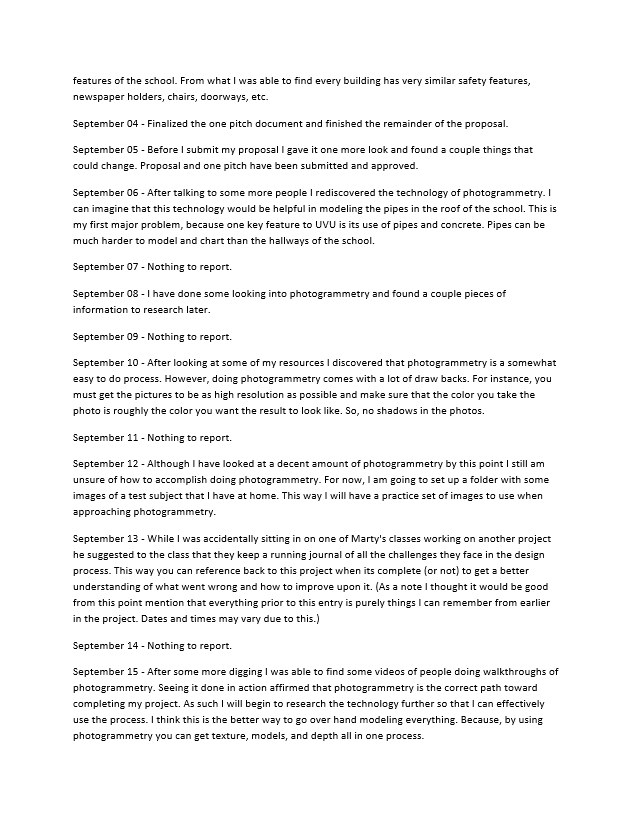 features of the school. From what I was able to find every building has very similar safety features,
newspaper holders, chairs, doorways, etc.
September 04 - Finalized the one pitch document and finished the remainder of the proposal.
September 05 - Before I submit my proposal I gave it one more look and found a couple things that
could change. Proposal and one pitch have been submitted and approved.
September 06 - After talking to some more people I rediscovered the technology of photogrammetry. I
can imagine that this technology would be helpful in modeling the pipes in the roof of the school. This is
my first major problem, because one key feature to UVU is its use of pipes and concrete. Pipes can be
much harder to model and chart than the hallways of the school.
September 07 - Nothing to report.
September 08 - I have done some looking into photogrammetry and found a couple pieces of
information to research later.
September 09 - Nothing to report.
September 10 - After looking at some of my resources I discovered that photogrammetry is a somewhat
easy to do process. However, doing photogrammetry comes with a lot of draw backs. For instance, you
must get the pictures to be as high resolution as possible and make sure that the color you take the
photo is roughly the color you want the result to look like. So, no shadows in the photos.
September 11 - Nothing to report.
September 12 - Although I have looked at a decent amount of photogrammetry by this point I still am
unsure of how to accomplish doing photogrammetry. For now, I am going to set up a folder with some
images of a test subject that I have at home. This way I will have a practice set of images to use when
approaching photogrammetry.
September 13 - While I was accidentally sitting in on one of Marty's classes working on another project
he suggested to the class that they keep a running journal of all the challenges they face in the design
process. This way you can reference back to this project when its complete (or not) to get a better
understanding of what went wrong and how to improve upon it. (As a note I thought it would be good
from this point mention that everything prior to this entry is purely things I can remember from earlier
in the project. Dates and times may vary due to this.)
September 14 - Nothing to report.
September 15 - After some more digging I was able to find some videos of people doing walkthroughs of
photogrammetry. Seeing it done in action affirmed that photogrammetry is the correct path toward
completing my project. As such I will begin to research the technology further so that I can effectively
use the process. I think this is the better way to go over hand modeling everything. Because, by using
photogrammetry you can get texture, models, and depth all in one process.